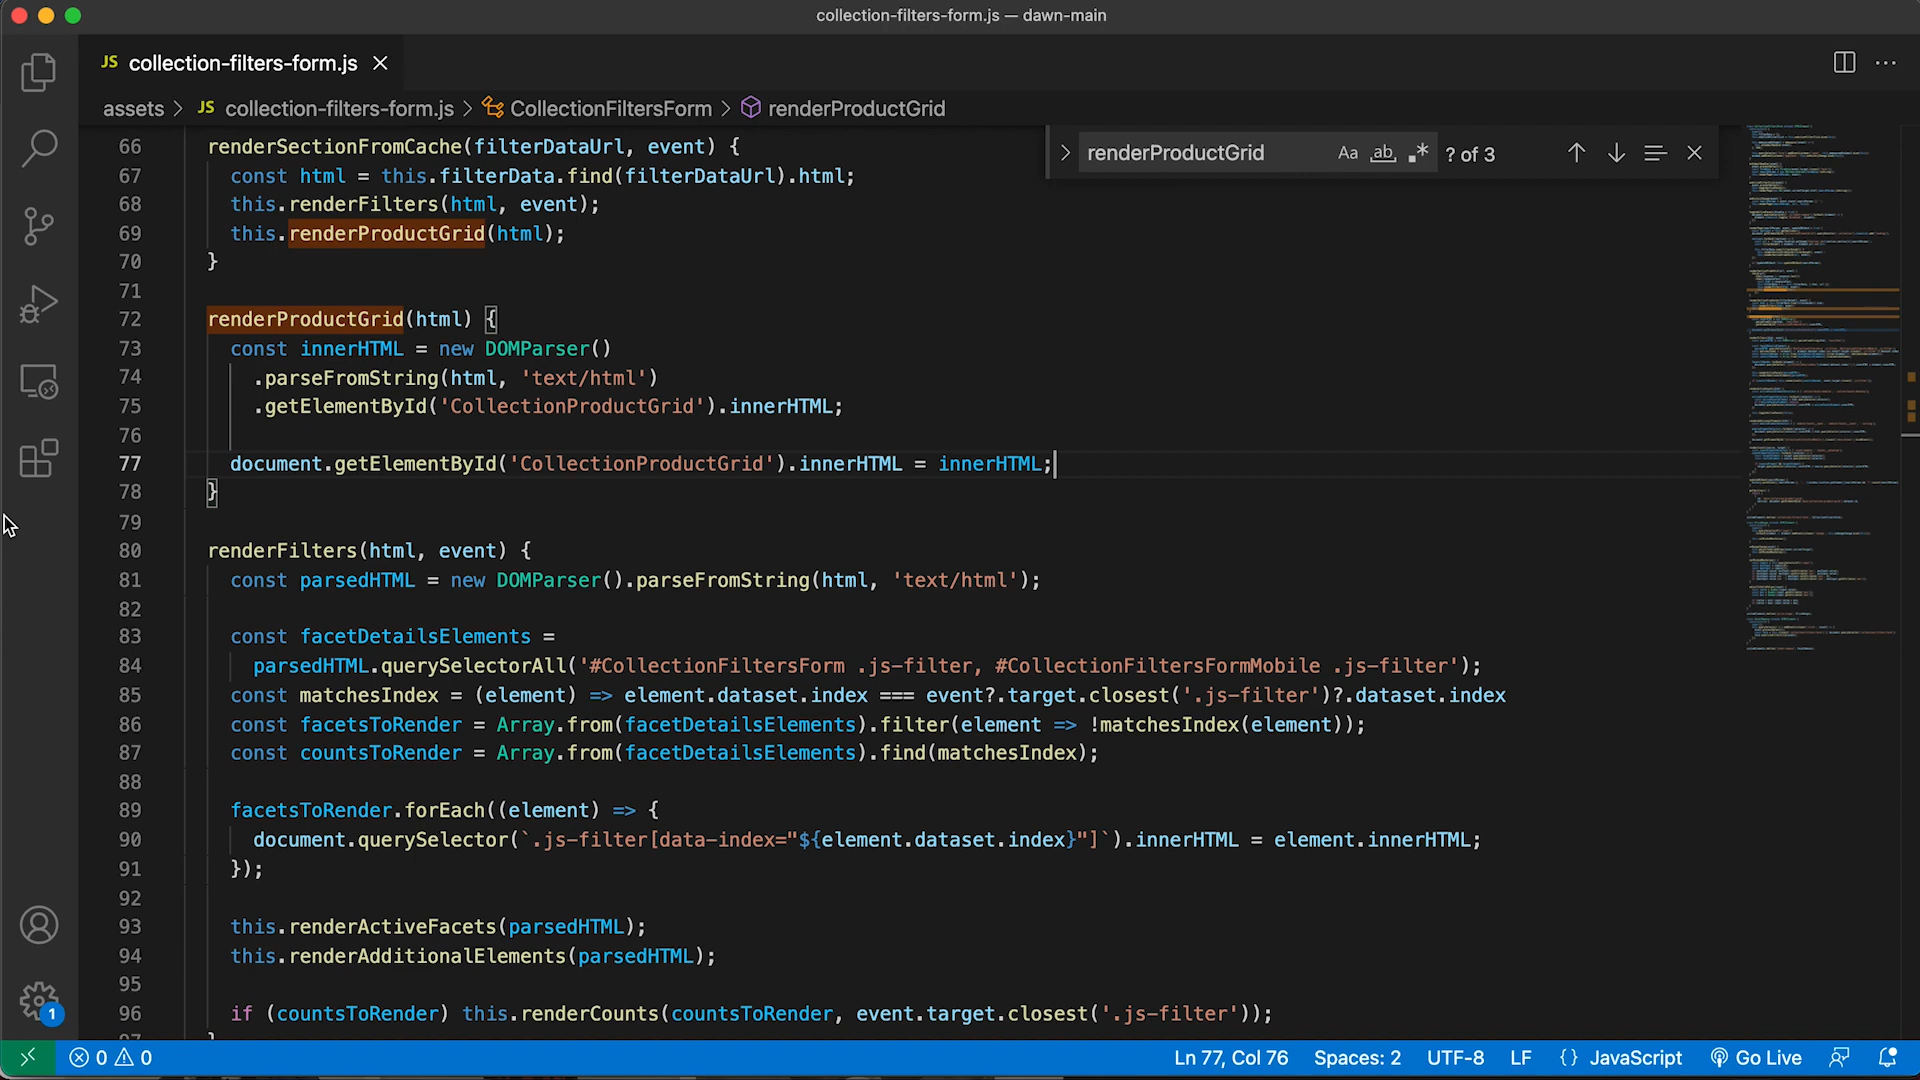 collection-filters-form.js — dawn-main
JS collection-filters-form.js
assets > JS collection-filters-form.js > CollectionFiltersForm > renderProductGrid
renderProductGrid Aa ab .* ? of 3
66 renderSectionFromCache(filterDataUrl, event) {
67 const html = this.filterData.find(filterDataUrl).html;
68 this.renderFilters(html, event);
69 this.renderProductGrid(html);
70 }
71
72 renderProductGrid(html) {
73 const innerHTML = new DOMParser()
74 .parseFromString(html, 'text/html')
75 .getElementById('CollectionProductGrid').innerHTML;
76
77 document.getElementById('CollectionProductGrid').innerHTML = innerHTML;
78 }
79
80 renderFilters(html, event) {
81 const parsedHTML = new DOMParser().parseFromString(html, 'text/html');
82
83 const facetDetailsElements =
84 parsedHTML.querySelectorAll('#CollectionFiltersForm .js-filter, #CollectionFiltersFormMobile .js-filter');
85 const matchesIndex = (element) => element.dataset.index === event?.target.closest('.js-filter')?.dataset.index
86 const facetsToRender = Array.from(facetDetailsElements).filter(element => !matchesIndex(element));
87 const countsToRender = Array.from(facetDetailsElements).find(matchesIndex);
88
89 facetsToRender.forEach((element) => {
90 document.querySelector(`.js-filter[data-index="${element.dataset.index}"]`).innerHTML = element.innerHTML;
91 });
92
93 this.renderActiveFacets(parsedHTML);
94 this.renderAdditionalElements(parsedHTML);
95
96 if (countsToRender) this.renderCounts(countsToRender, event.target.closest('.js-filter'));
1
0 0 Ln 77, Col 76 Spaces: 2 UTF-8 LF {} JavaScript Go Live